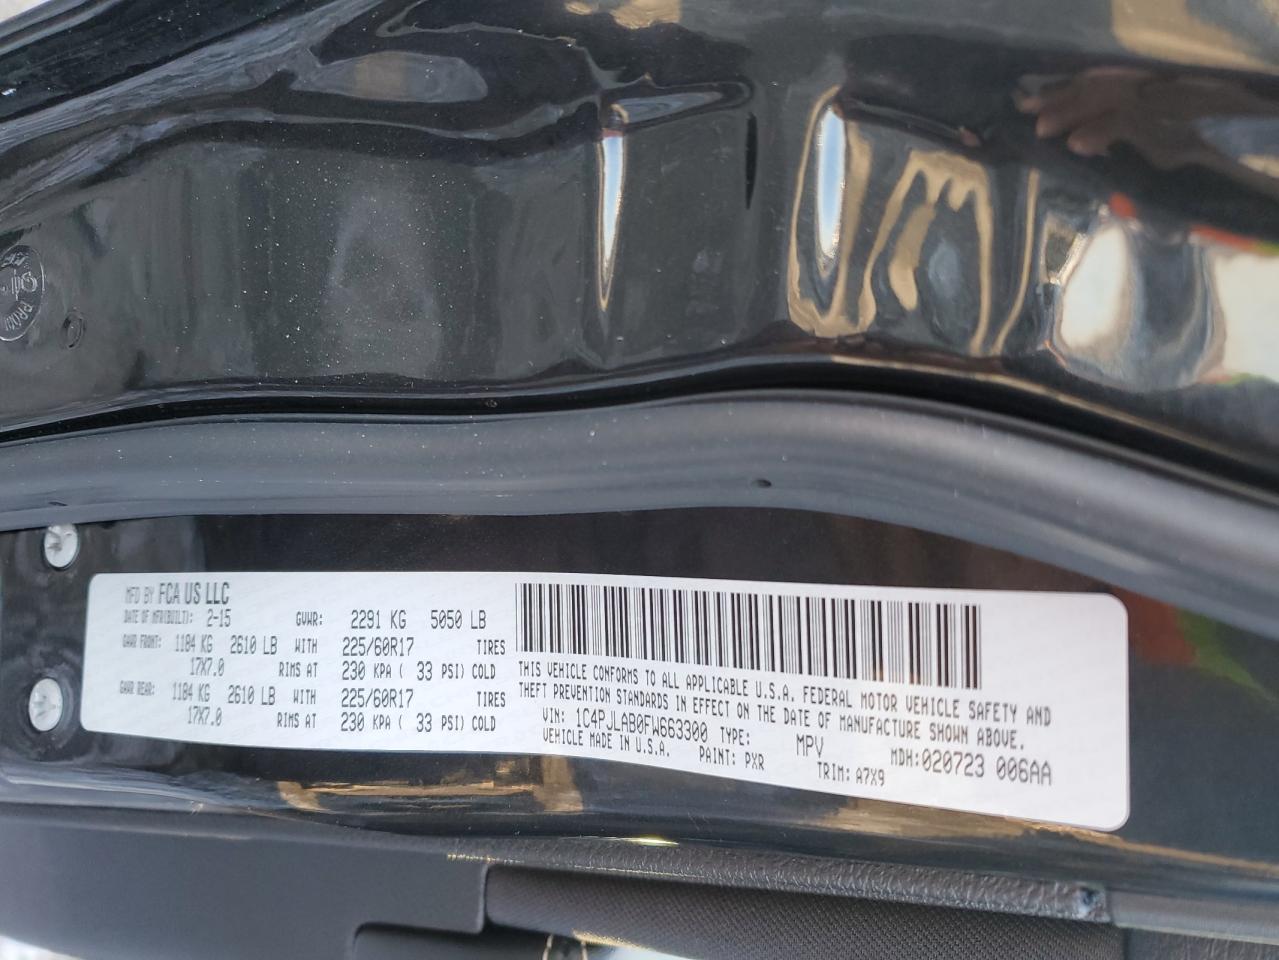 MFD BY FCA US LLC
DATE OF MFR(BUILT): 2-15 GVWR: 2291 KG 5050 LB
GAWR FRONT: 1184 KG 2610 LB WITH 225/60R17 TIRES
17X7.0 RIMS AT 230 KPA ( 33 PSI) COLD
GAWR REAR: 1184 KG 2610 LB WITH 225/60R17 TIRES
17X7.0 RIMS AT 230 KPA ( 33 PSI) COLD
THIS VEHICLE CONFORMS TO ALL APPLICABLE U.S.A. FEDERAL MOTOR VEHICLE SAFETY AND
THEFT PREVENTION STANDARDS IN EFFECT ON THE DATE OF MANUFACTURE SHOWN ABOVE.
VIN: 1C4PJLAB0FW663300 TYPE: MPV MDH:020723 006AA
VEHICLE MADE IN U.S.A. PAINT: PXR TRIM: A7X9